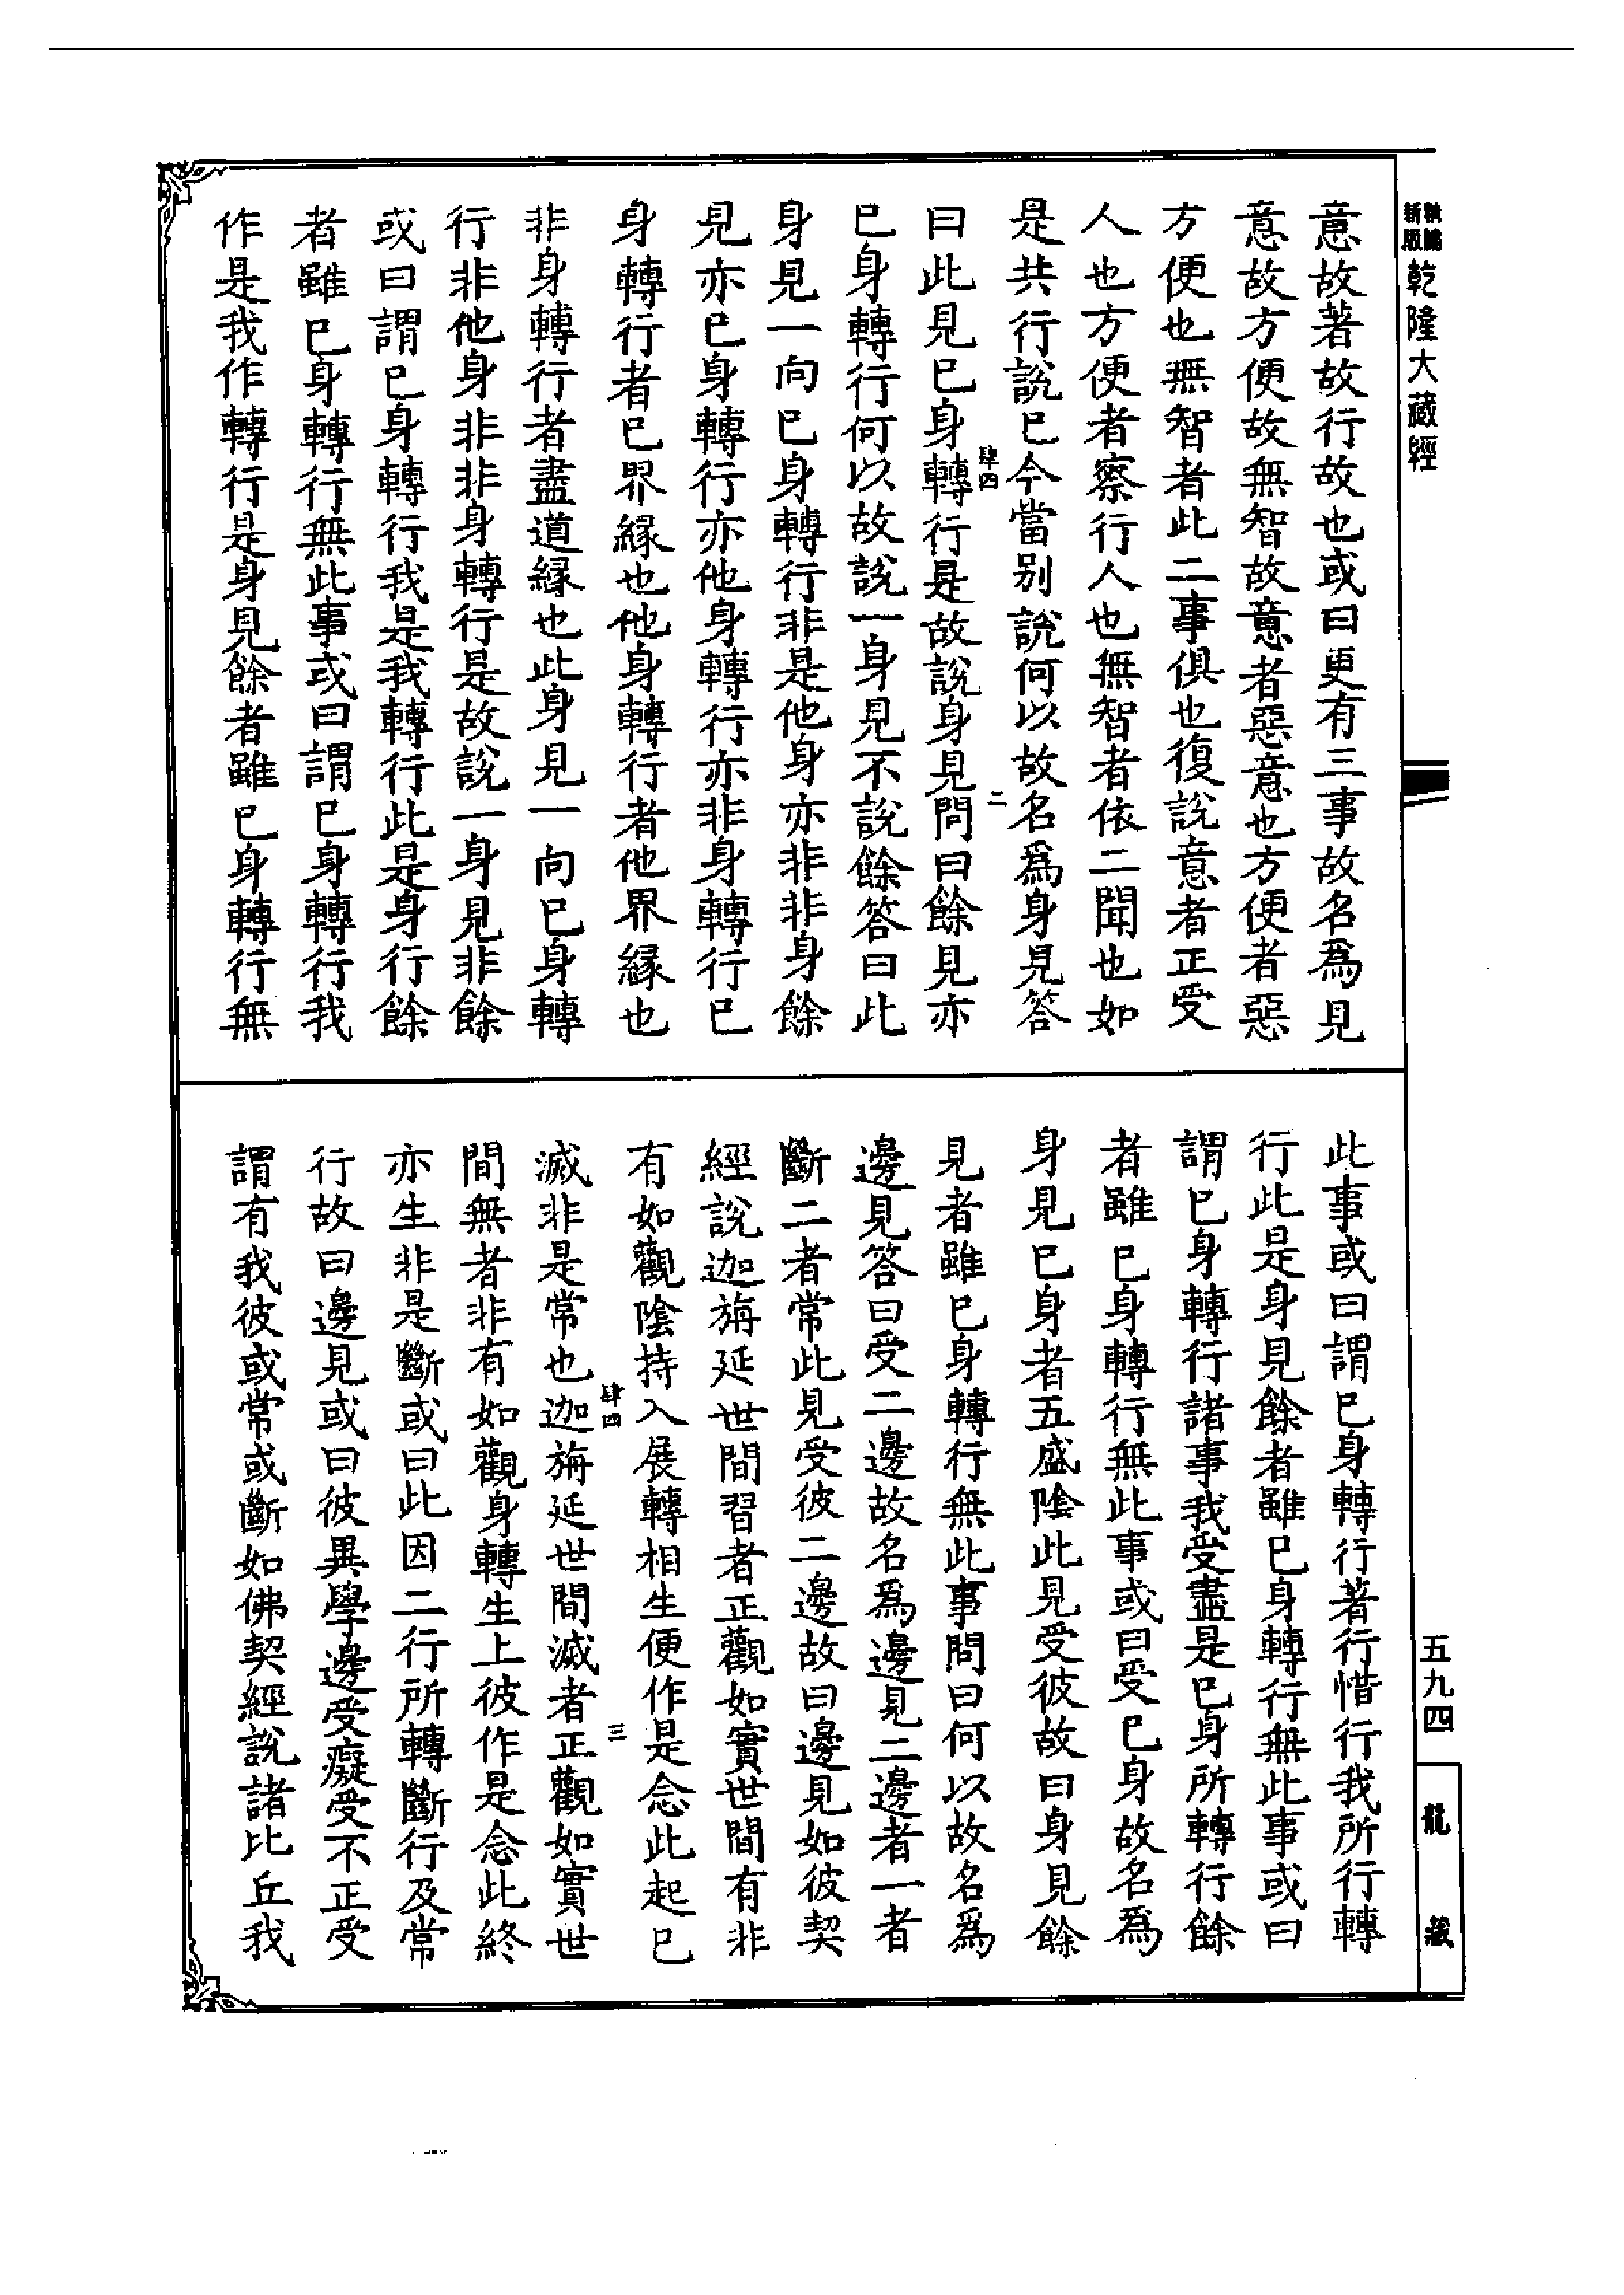 新版
乾隆大藏經
意故著故行故也或曰更有三事故名為見
意故方便故無智故意者惡意也方便者惡
方便也無智者此二事俱也復說意者正受
人也方便者察行人也無智者依二聞也如
是共行說已今當別說何以故名為身見答
肆四
二
曰此見已身轉行是故說身見問曰餘見亦
已身轉行何以故說一身見不說餘答曰此
身見一向已身轉行非是他身亦非非身餘
見亦已身轉行亦他身轉行亦非身轉行已
身轉行者已界緣也他身轉行者他界緣也
非身轉行者盡道緣也此身見一向已身轉
行非他身非非身轉行是故說一身見非餘
或曰謂已身轉行我是我轉行此是身行餘
者雖已身轉行無此事或曰謂已身轉行我
作是我作轉行是身見餘者雖已身轉行無
此事或曰謂已身轉行著行惜行我所行轉
行此是身見餘者雖已身轉行無此事或曰
謂已身轉行諸事我受盡是已身所轉行餘
者雖已身轉行無此事或曰受已身故名為
身見已身者五盛陰此見受彼故曰身見餘
見者雖已身轉行無此事問曰何以故名為
邊見答曰受二邊故名為邊見二邊者一者
斷二者常此見受彼二邊故曰邊見如彼契
經說迦旃延世間習者正觀如實世間有非
有如觀陰持入展轉相生便作是念此起已
肆四
三
滅非是常也迦旃延世間滅者正觀如實世
間無者非有如觀身轉生上彼作是念此終
亦生非是斷或曰此因二行所轉斷行及常
行故曰邊見或曰彼異學邊受癡受不正受
謂有我彼或常或斷如佛契經說諸比丘我
五九四
龍藏